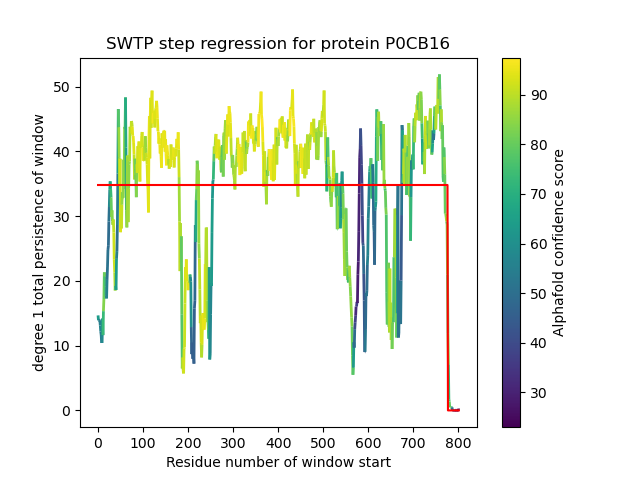 SWTP step regression for protein P0CB16
degree 1 total persistence of window
50
40
30
20
10
0
0 100 200 300 400 500 600 700 800
Residue number of window start
90
80
70
60
50
40
30
Alphafold confidence score